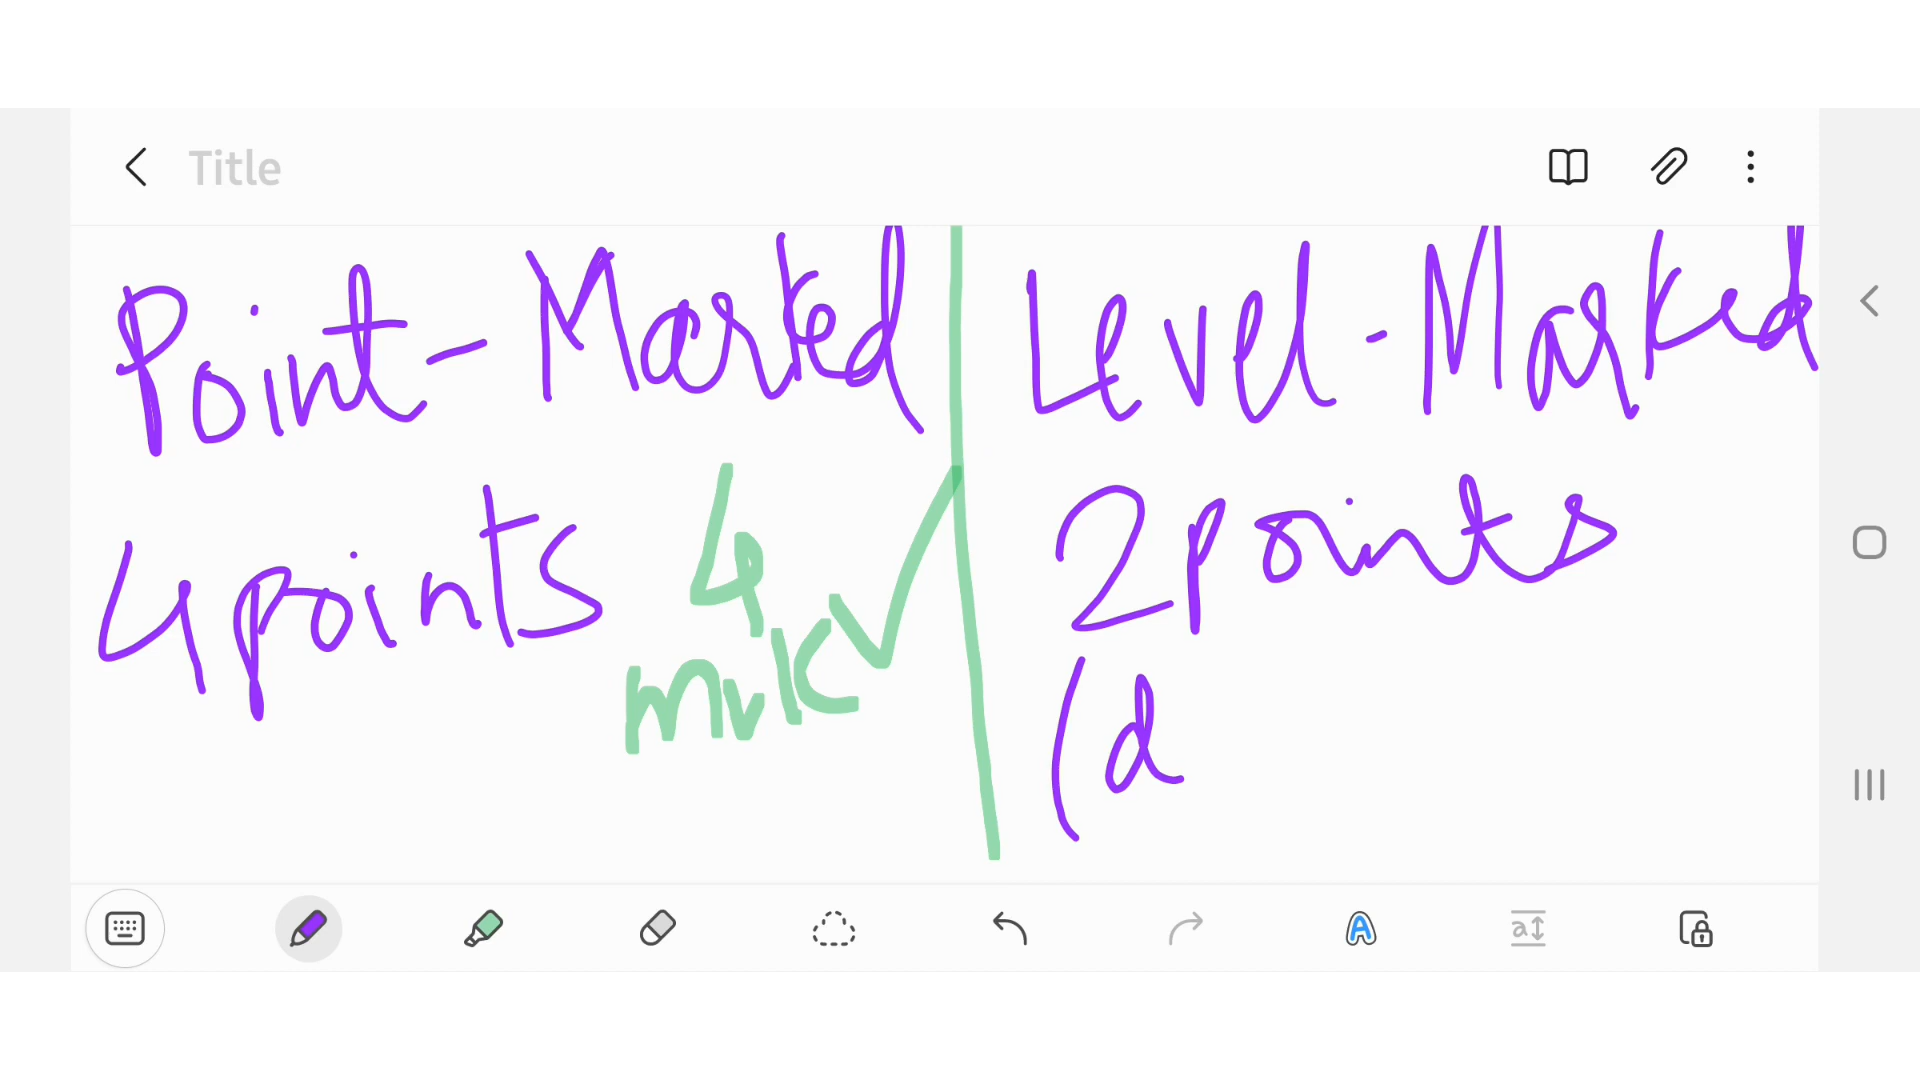 Title
Point-Marked
Level-Marked
4 points
4
mrk
2 points
(d
A
a